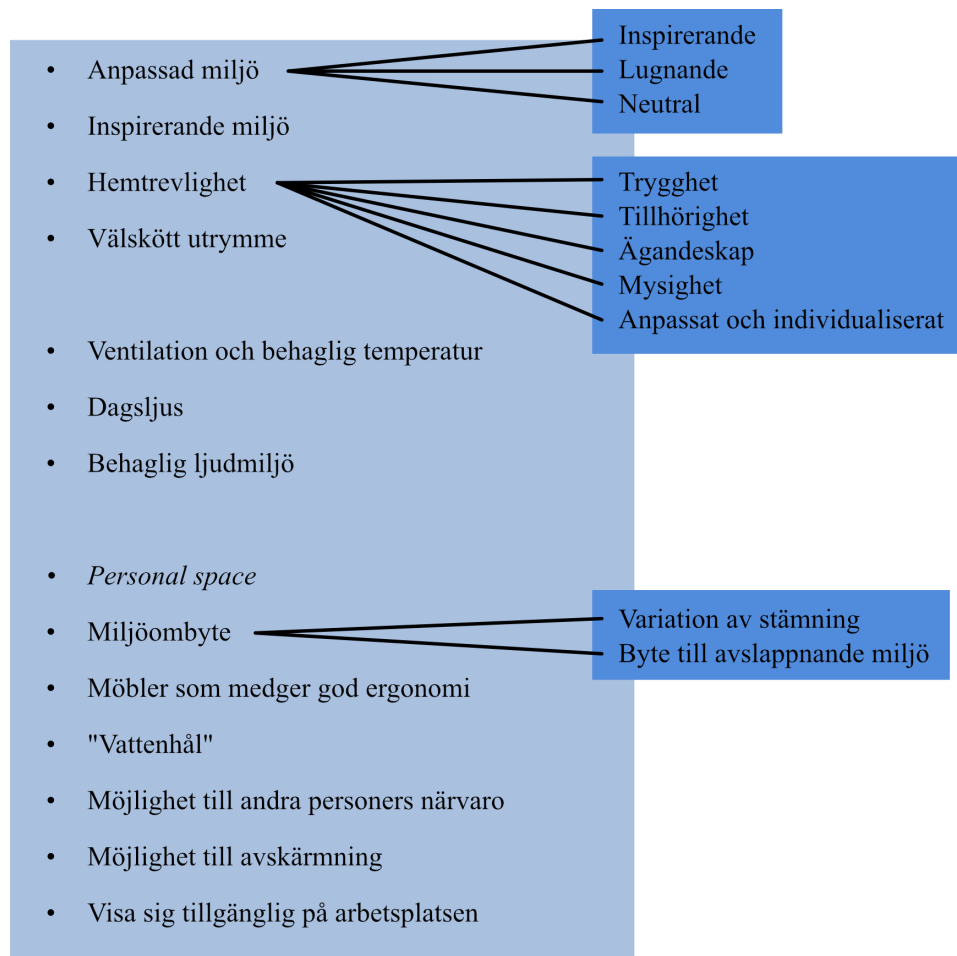 • Anpassad miljö
Inspirerande
Lugnande
Neutral
• Inspirerande miljö
• Hemtrevlighet
Trygghet
Tillhörighet
Ägandeskap
Mysighet
Anpassat och individualiserat
• Välskött utrymme
• Ventilation och behaglig temperatur
• Dagsljus
• Behaglig ljudmiljö
• Personal space
• Miljöombyte
Variation av stämning
Byte till avslappnande miljö
• Möbler som medger god ergonomi
• "Vattenhål"
• Möjlighet till andra personers närvaro
• Möjlighet till avskärmning
• Visa sig tillgänglig på arbetsplatsen